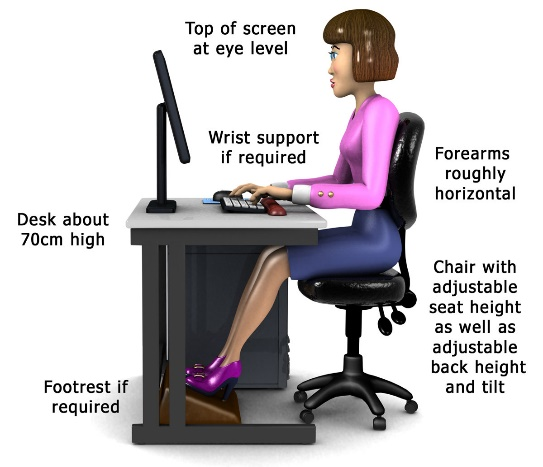 Top of screen
at eye level
Wrist support
if required
Forearms
roughly
horizontal
Desk about
70cm high
Chair with
adjustable
seat height
as well as
adjustable
back height
and tilt
Footrest if
required